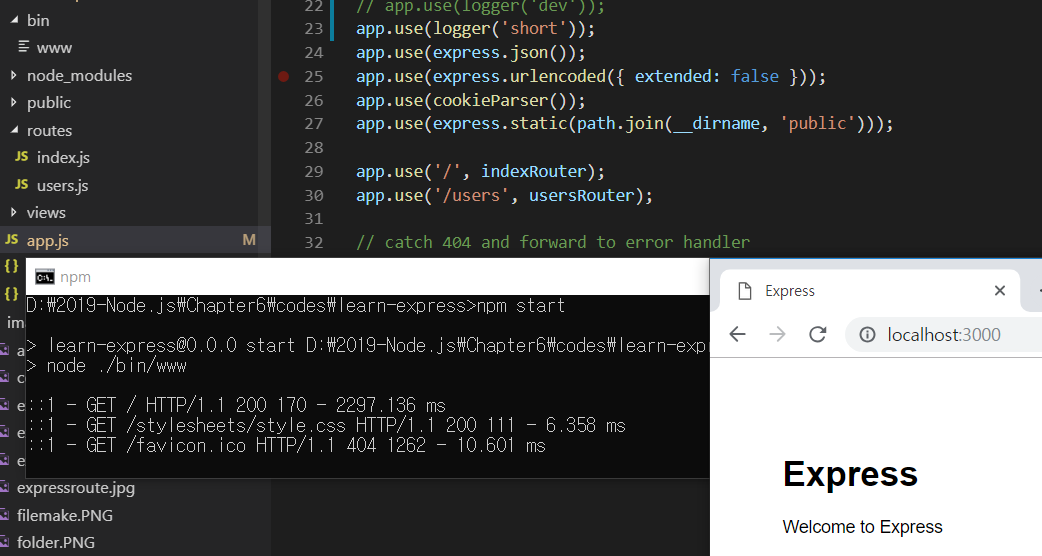 bin
www
node_modules
public
routes
JS index.js
JS users.js
views
JS app.js M
{}
{}
expressroute.jpg
filemake.PNG
folder.PNG
22 // app.use(logger('dev'));
23 app.use(logger('short'));
24 app.use(express.json());
25 app.use(express.urlencoded({ extended: false }));
26 app.use(cookieParser());
27 app.use(express.static(path.join(__dirname, 'public')));
28
29 app.use('/', indexRouter);
30 app.use('/users', usersRouter);
31
32 // catch 404 and forward to error handler
C:\. npm
D:₩2019-Node.js₩Chapter6₩codes₩learn-express>npm start
> learn-express@0.0.0 start D:₩2019-Node.js₩Chapter6₩codes₩learn-expr
> node ./bin/www
::1 - GET / HTTP/1.1 200 170 - 2297.136 ms
::1 - GET /stylesheets/style.css HTTP/1.1 200 111 - 6.358 ms
::1 - GET /favicon.ico HTTP/1.1 404 1262 - 10.601 ms
Express
localhost:3000
Express
Welcome to Express